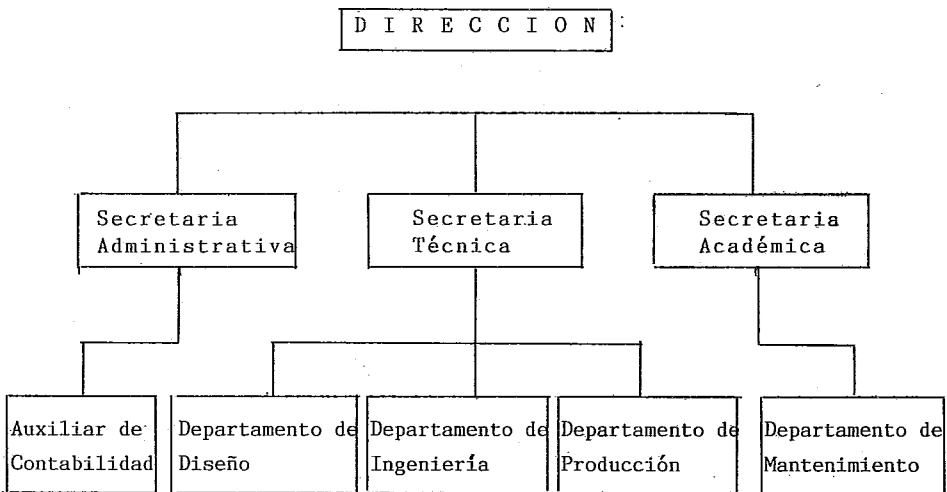 D I R E C C I O N
Secretaria
Administrativa
Secretaria
Técnica
Secretaria
Académica
Auxiliar de
Contabilidad
Departamento de
Diseño
Departamento de
Ingeniería
Departamento de
Producción
Departamento de
Mantenimiento